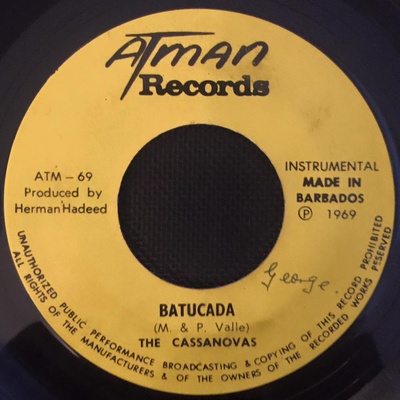 ATMAN
Records
ATM - 69
Produced by
Herman Hadeed
INSTRUMENTAL
MADE IN
BARBADOS
Ⓟ 1969
George.
BATUCADA
(M. & P. Valle)
THE CASSANOVAS
UNAUTHORIZED PUBLIC PERFORMANCE BROADCASTING & COPYING OF THIS RECORD PROHIBITED
ALL RIGHTS OF THE MANUFACTURERS & OF THE OWNERS OF THE RECORDED WORKS RESERVED